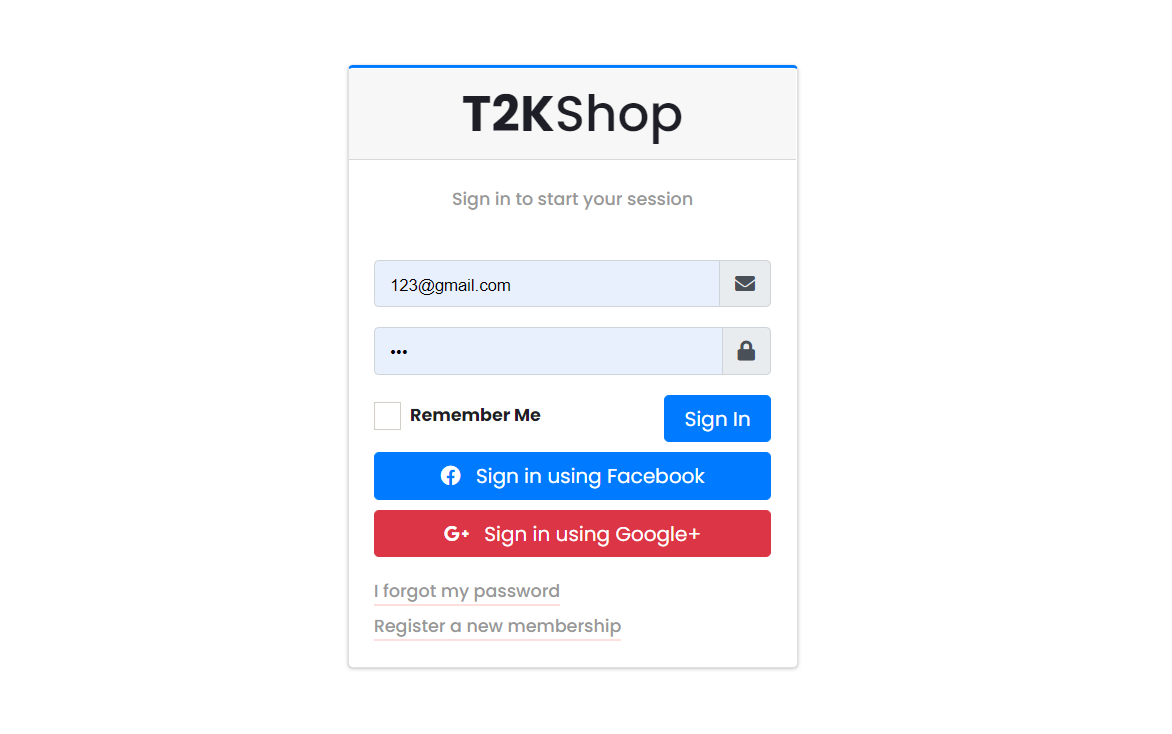 T2KShop
Sign in to start your session
123@gmail.com
•••
Remember Me
Sign In
Sign in using Facebook
G+ Sign in using Google+
I forgot my password
Register a new membership